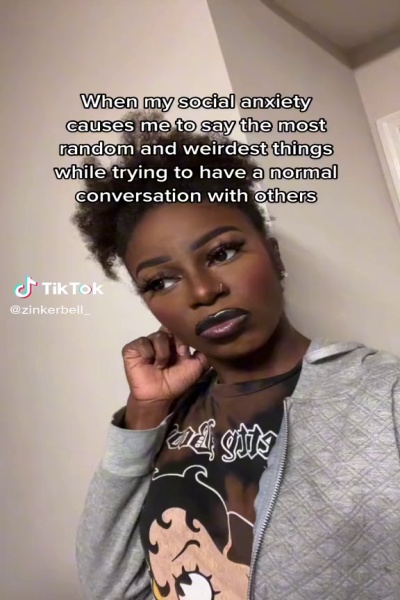 When my social anxiety
causes me to say the most
random and weirdest things
while trying to have a normal
conversation with others
TikTok
@zinkerbell_